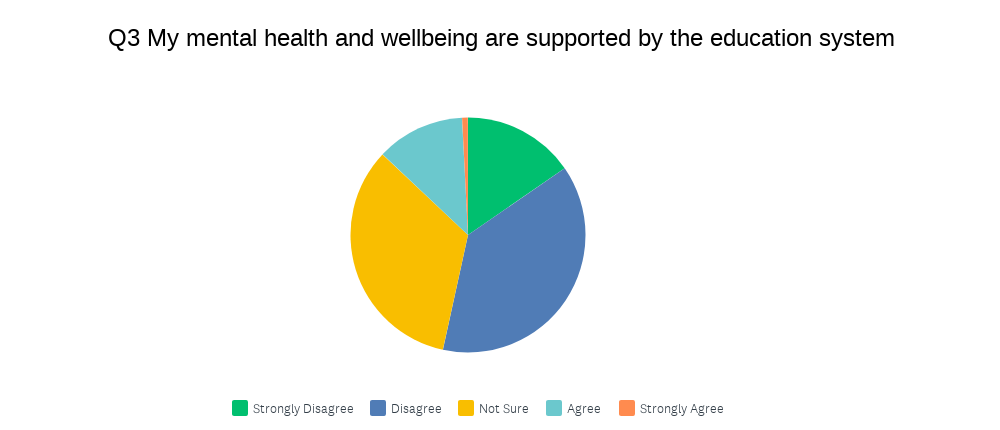 Q3 My mental health and wellbeing are supported by the education system
Strongly Disagree Disagree Not Sure Agree Strongly Agree